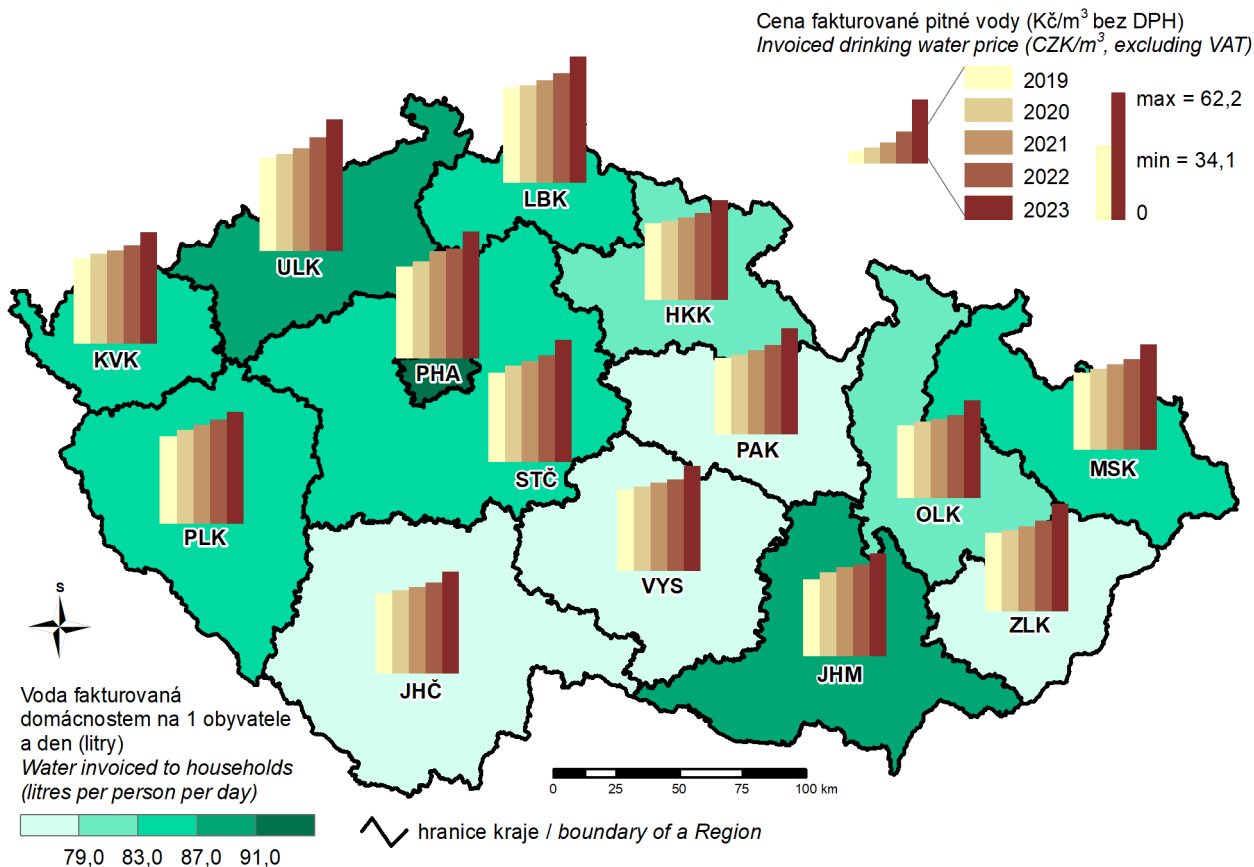 Cena fakturované pitné vody (Kč/m³ bez DPH)
Invoiced drinking water price (CZK/m³, excluding VAT)
2019
2020
2021
2022
2023
max = 62,2
min = 34,1
0
LBK
ULK
HKK
KVK
PHA
PAK
STČ
MSK
OLK
PLK
VYS
ZLK
JHM
JHČ
S
Voda fakturovaná
domácnostem na 1 obyvatele
a den (litry)
Water invoiced to households
(litres per person per day)
79,0 83,0 87,0 91,0
0 25 50 75 100 km
hranice kraje / boundary of a Region